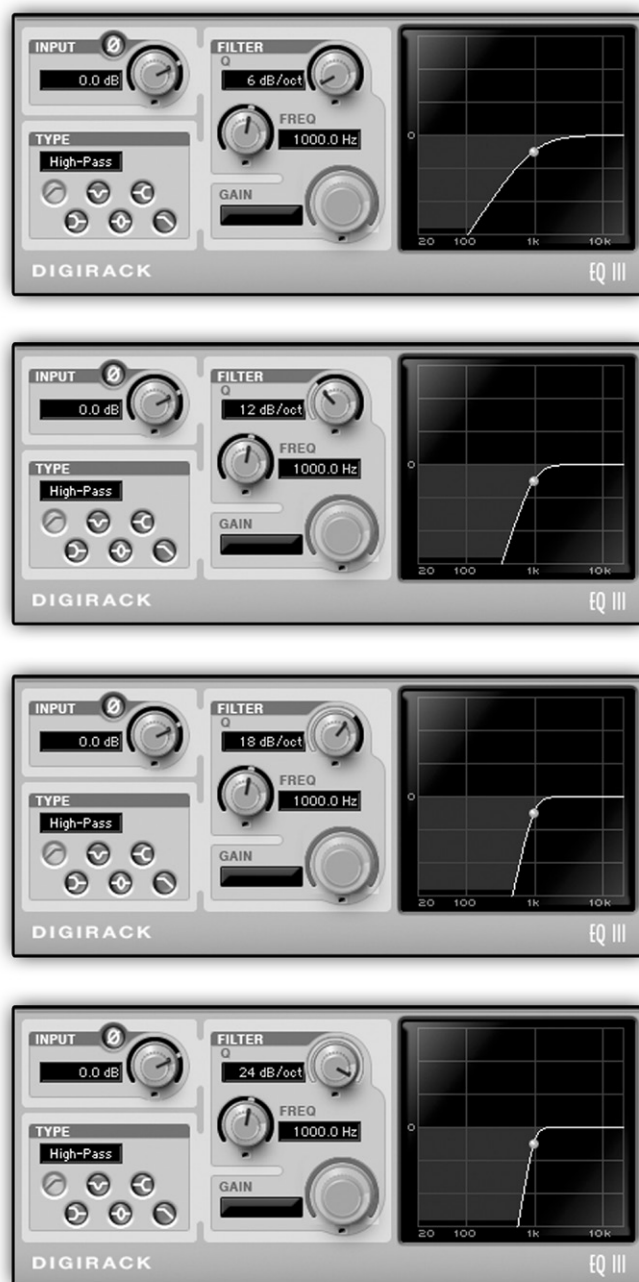 INPUT Ø FILTER
Q
0.0 dB 6 dB/oct
FREQ
1000.0 Hz
TYPE
High-Pass
GAIN
0
20 100 1k 10k
DIGIRACK EQ III
INPUT Ø FILTER
Q
0.0 dB 12 dB/oct
FREQ
1000.0 Hz
TYPE
High-Pass
GAIN
0
20 100 1k 10k
DIGIRACK EQ III
INPUT Ø FILTER
Q
0.0 dB 18 dB/oct
FREQ
1000.0 Hz
TYPE
High-Pass
GAIN
0
20 100 1k 10k
DIGIRACK EQ III
INPUT Ø FILTER
Q
0.0 dB 24 dB/oct
FREQ
1000.0 Hz
TYPE
High-Pass
GAIN
0
20 100 1k 10k
DIGIRACK EQ III